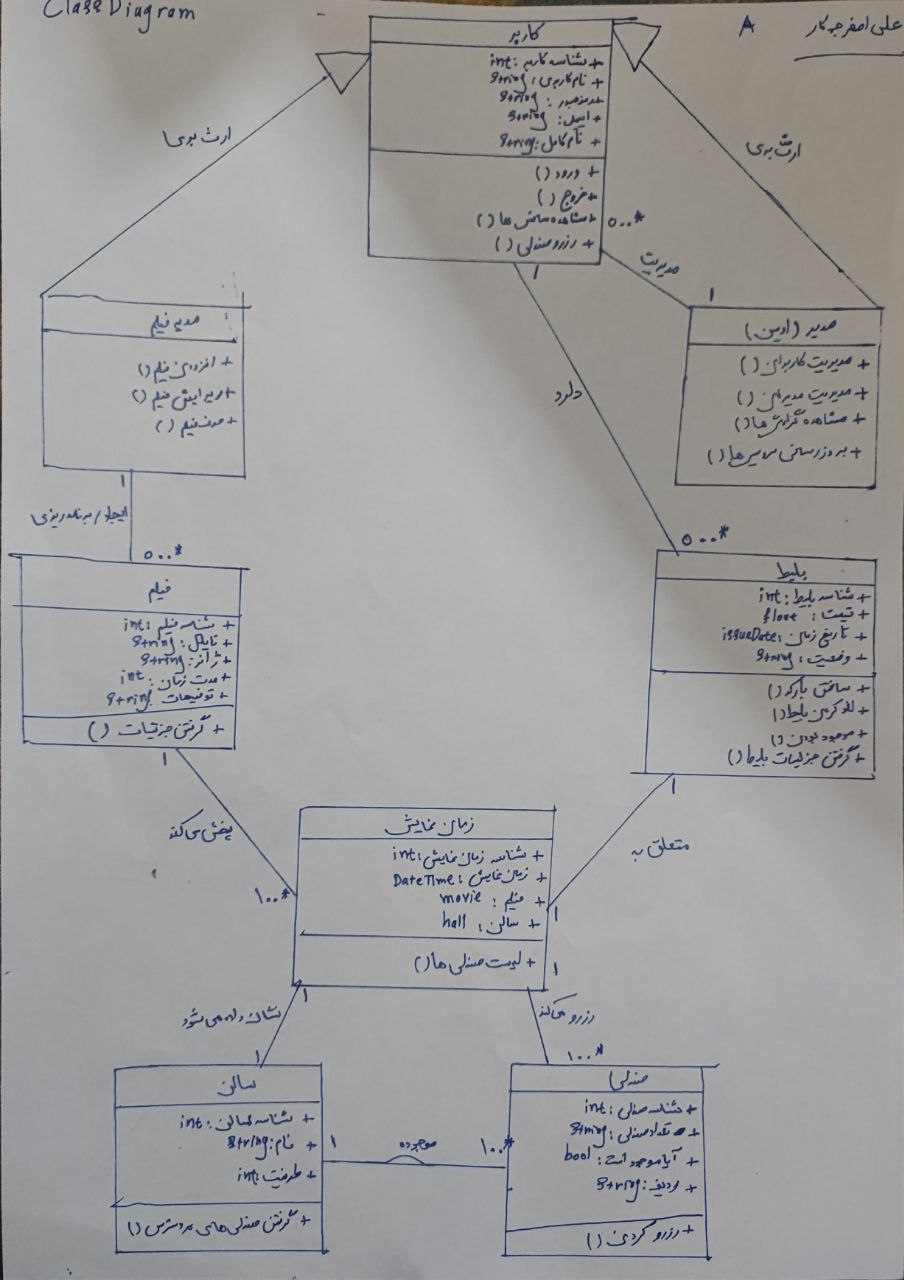 Class Diagram
A
علی اصغر
کاربر
+ شناسه کاربر : int
+ نام کاربری : String
+ رمز عبور : String
+ ایمیل : String
+ نام کامل : String
+ ورود ()
+ خروج ()
+ مشاهده سانس ها ()
+ رزرو صندلی ()
ارث بری
ارث بری
0..*
مدیریت
1
1
مدیر فیلم
+ افزودن فیلم ()
+ ویرایش فیلم ()
+ حذف فیلم ()
1
مدیر (ادمین)
+ مدیریت کاربران ()
+ مدیریت مدیران ()
+ مشاهده گزارش ها ()
+ بروزرسانی سانس ها ()
دارد
0..*
ایجاد / برنامه ریزی
0..*
فیلم
+ شناسه فیلم : int
+ تایتل : String
+ ژانر : String
+ مدت زمان : int
+ توضیحات : String
+ گرفتن جزئیات ()
1
بلیط
+ شناسه بلیط : int
+ قیمت : float
+ تاریخ زمان : issueDate
+ وضعیت : String
+ ساختن بارکد ()
+ لغو کردن بلیط ()
+ موجود بودن ()
+ گرفتن جزئیات بلیط ()
1
پخش می کند
1..*
متعلق به
1
زمان نمایش
+ شناسه زمان نمایش : int
+ زمان نمایش : DateTime
+ فیلم : movie
+ سالن : hall
+ لیست صندلی ها ()
1
1
نشان داده می شود
1
رزرو می کند
1..*
سالن
+ شناسه سالن : int
+ نام : String
+ ظرفیت : int
+ گرفتن صندلی های در دسترس ()
1
موجوده
1..*
صندلی
+ شناسه صندلی : int
+ تعداد صندلی : String
+ آیا موجود است : bool
+ ردیف : String
+ رزرو کردن ()